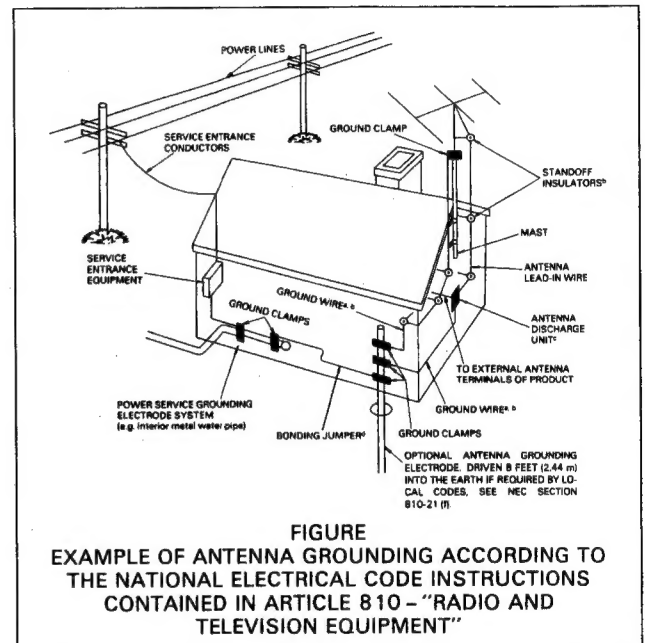 POWER LINES
GROUND CLAMP
SERVICE ENTRANCE
CONDUCTORS
STANDOFF
INSULATORSᵇ
MAST
SERVICE
ENTRANCE
EQUIPMENT
ANTENNA
LEAD-IN WIRE
GROUND WIREᵃ· ᵇ
GROUND CLAMPS
ANTENNA
DISCHARGE
UNITᶜ
TO EXTERNAL ANTENNA
TERMINALS OF PRODUCT
POWER SERVICE GROUNDING
ELECTRODE SYSTEM
(e.g. interior metal water pipe)
GROUND WIREᵃ· ᵇ
BONDING JUMPERᵈ
GROUND CLAMPS
OPTIONAL ANTENNA GROUNDING
ELECTRODE, DRIVEN 8 FEET (2.44 m)
INTO THE EARTH IF REQUIRED BY LO-
CAL CODES, SEE NEC SECTION
810-21 (f)
FIGURE
EXAMPLE OF ANTENNA GROUNDING ACCORDING TO
THE NATIONAL ELECTRICAL CODE INSTRUCTIONS
CONTAINED IN ARTICLE 810 – "RADIO AND
TELEVISION EQUIPMENT"